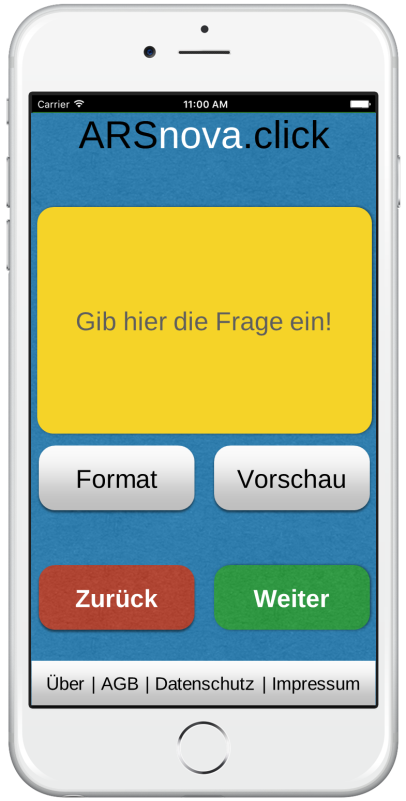 Carrier 11:00 AM
ARSnova.click
Gib hier die Frage ein!
Format Vorschau
Zurück Weiter
Über | AGB | Datenschutz | Impressum